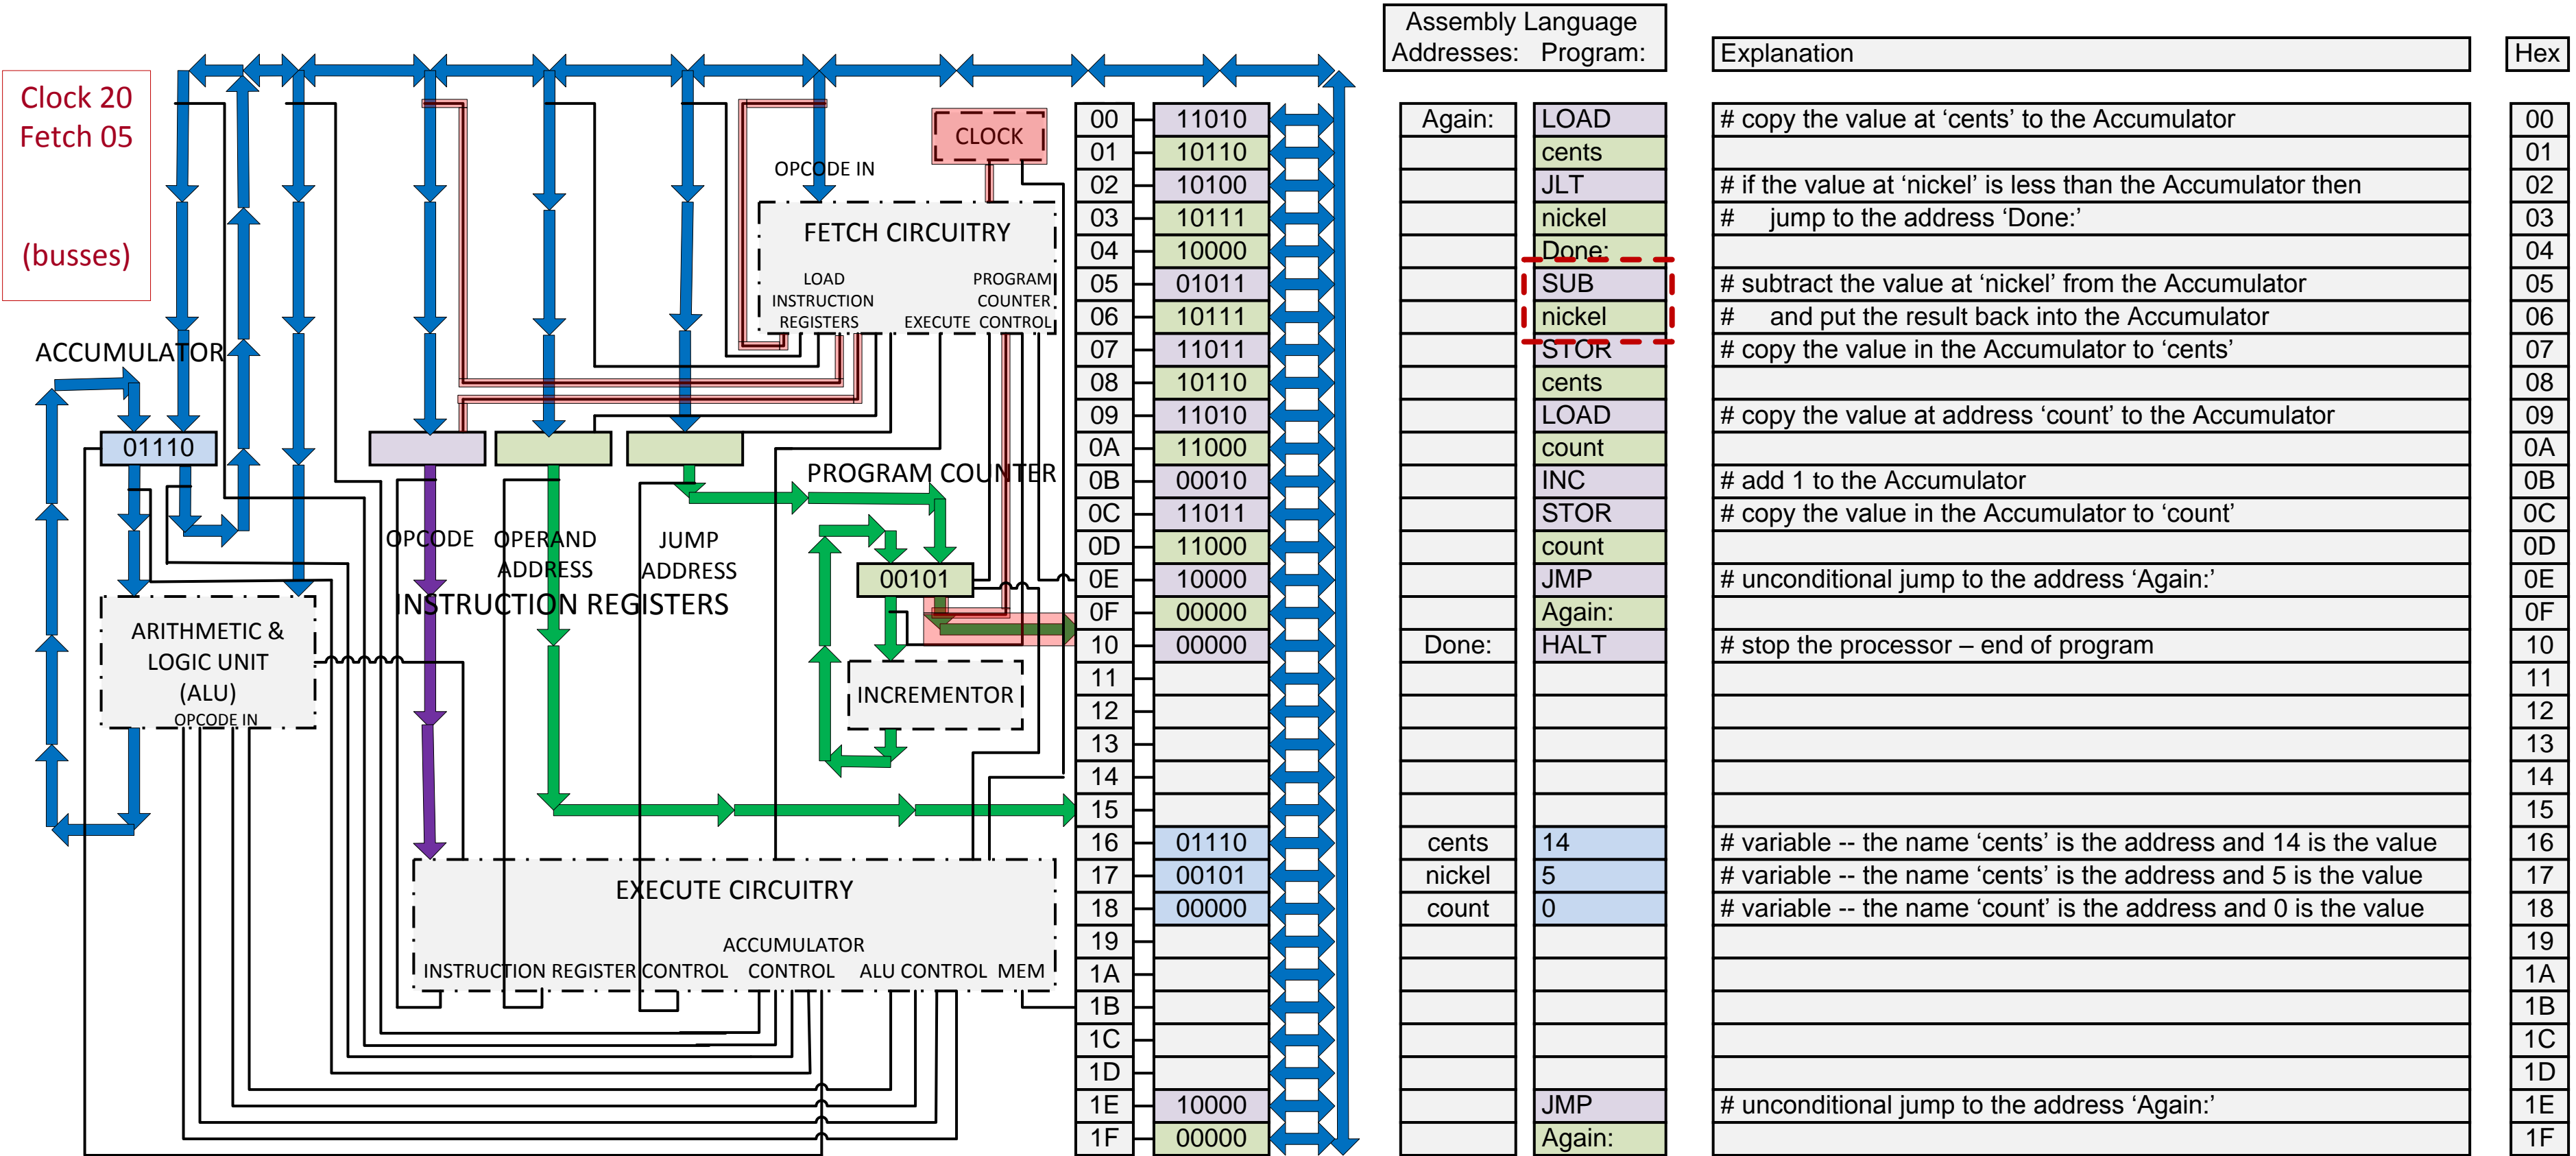 Clock 20
Fetch 05
(busses)
Assembly Language
Addresses: Program:
Explanation
Hex
CLOCK
OPCODE IN
FETCH CIRCUITRY
LOAD
INSTRUCTION
REGISTERS
EXECUTE
PROGRAM
COUNTER
CONTROL
ACCUMULATOR
01110
PROGRAM COUNTER
OPCODE
OPERAND
ADDRESS
JUMP
ADDRESS
INSTRUCTION REGISTERS
00101
INCREMENTOR
ARITHMETIC &
LOGIC UNIT
(ALU)
OPCODE IN
EXECUTE CIRCUITRY
INSTRUCTION REGISTER CONTROL
ACCUMULATOR
CONTROL
ALU CONTROL
MEM
00 11010 Again: LOAD # copy the value at ‘cents’ to the Accumulator 00
01 10110 cents 01
02 10100 JLT # if the value at ‘nickel’ is less than the Accumulator then 02
03 10111 nickel # jump to the address ‘Done:’ 03
04 10000 Done: 04
05 01011 SUB # subtract the value at ‘nickel’ from the Accumulator 05
06 10111 nickel # and put the result back into the Accumulator 06
07 11011 STOR # copy the value in the Accumulator to ‘cents’ 07
08 10110 cents 08
09 11010 LOAD # copy the value at address ‘count’ to the Accumulator 09
0A 11000 count 0A
0B 00010 INC # add 1 to the Accumulator 0B
0C 11011 STOR # copy the value in the Accumulator to ‘count’ 0C
0D 11000 count 0D
0E 10000 JMP # unconditional jump to the address ‘Again:’ 0E
0F 00000 Again: 0F
10 00000 Done: HALT # stop the processor – end of program 10
11 11
12 12
13 13
14 14
15 15
16 01110 cents 14 # variable -- the name ‘cents’ is the address and 14 is the value 16
17 00101 nickel 5 # variable -- the name ‘cents’ is the address and 5 is the value 17
18 00000 count 0 # variable -- the name ‘count’ is the address and 0 is the value 18
19 19
1A 1A
1B 1B
1C 1C
1D 1D
1E 10000 JMP # unconditional jump to the address ‘Again:’ 1E
1F 00000 Again: 1F